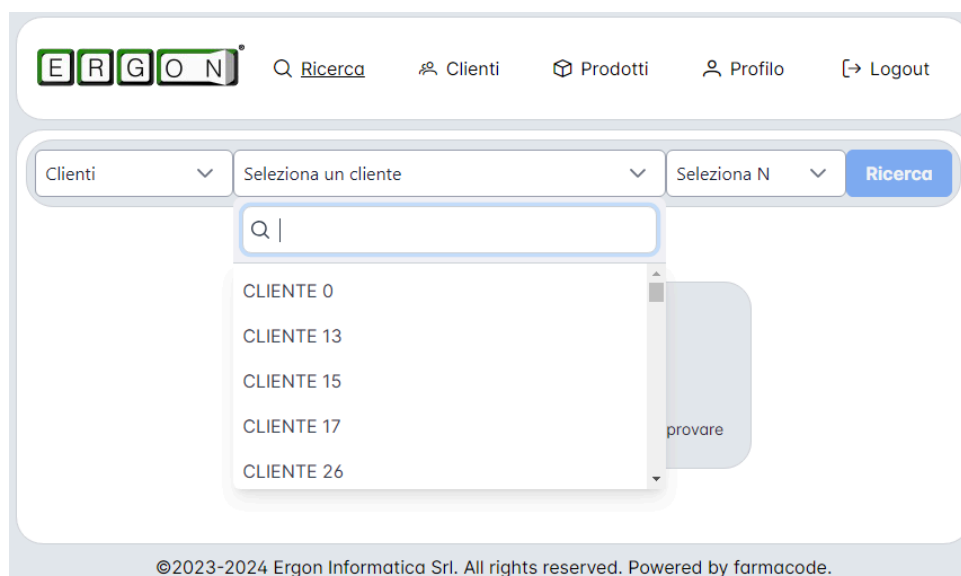 ERGON® Ricerca Clienti Prodotti Profilo Logout
Clienti Seleziona un cliente Seleziona N Ricerca
CLIENTE 0
CLIENTE 13
CLIENTE 15
CLIENTE 17
provare
CLIENTE 26
©2023-2024 Ergon Informatica Srl. All rights reserved. Powered by farmacode.